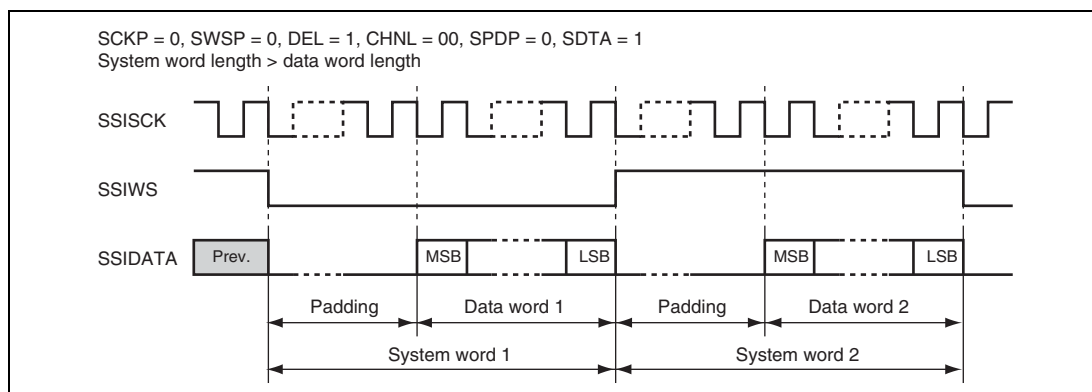 SCKP = 0, SWSP = 0, DEL = 1, CHNL = 00, SPDP = 0, SDTA = 1
System word length > data word length
SSISCK
SSIWS
SSIDATA
Prev.
MSB
LSB
MSB
LSB
Padding
Data word 1
Padding
Data word 2
System word 1
System word 2